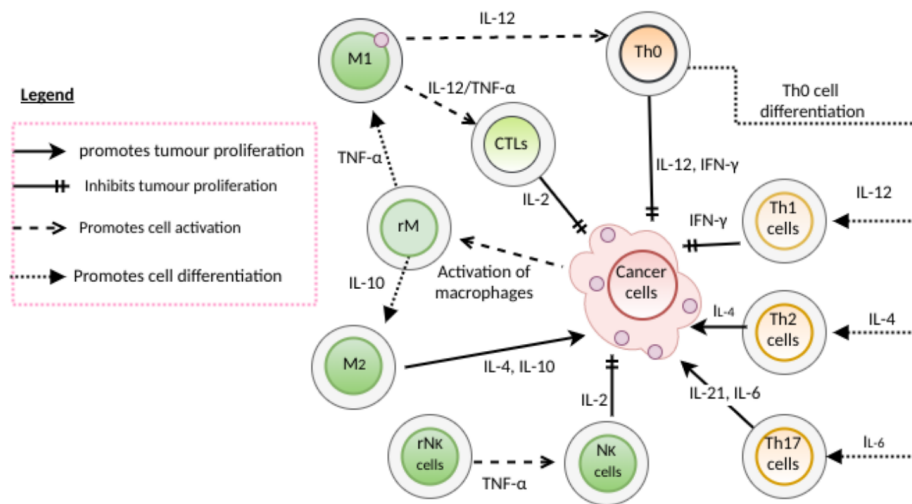 IL-12
M1
Th0
Legend
IL-12/TNF-α
Th0 cell
differentiation
promotes tumour proliferation
CTLs
TNF-α
IL-12, IFN-γ
Inhibits tumour proliferation
IL-2
IFN-γ
Th1
cells
IL-12
Promotes cell activation
rM
Activation of
macrophages
Cancer
cells
Promotes cell differentiation
IL-10
IL-4
Th2
cells
IL-4
M2
IL-4, IL-10
IL-2
IL-21, IL-6
rNK
cells
TNF-α
NK
cells
Th17
cells
IL-6